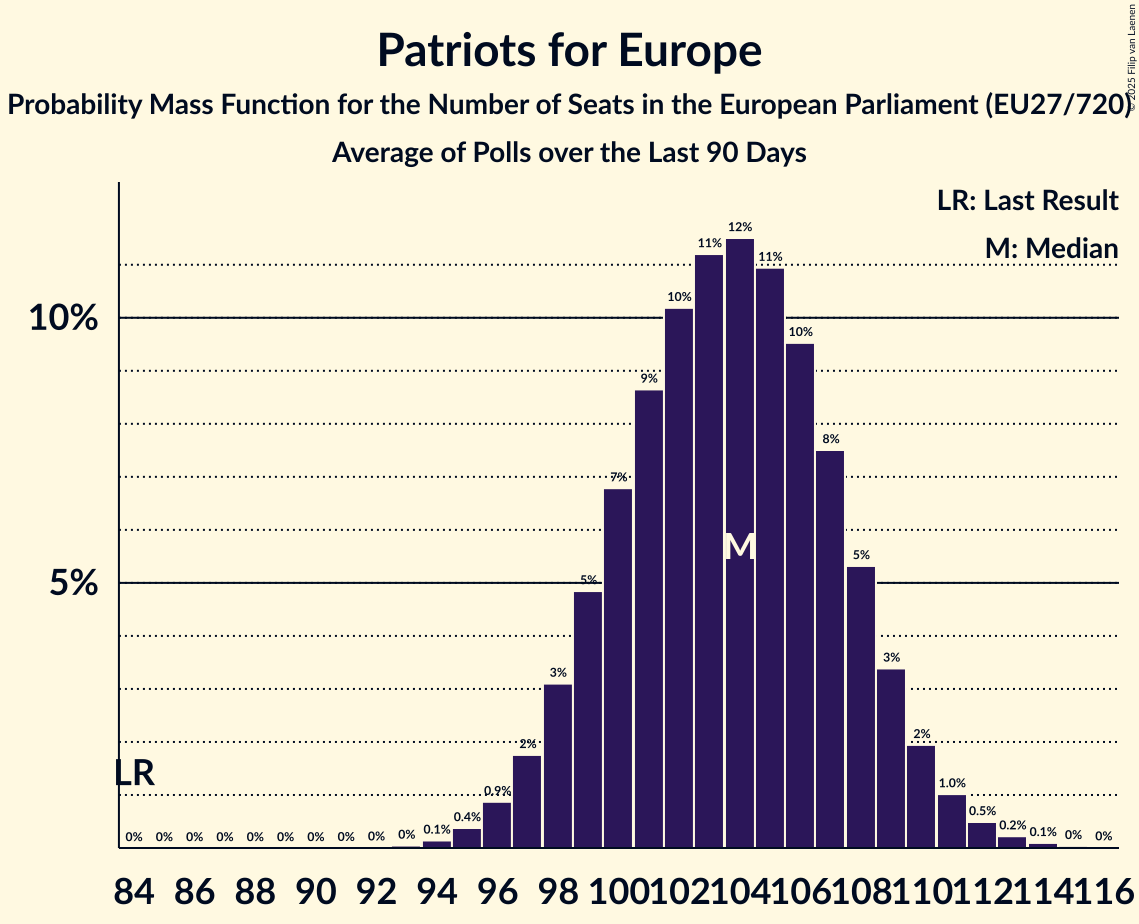 Patriots for Europe
Probability Mass Function for the Number of Seats in the European Parliament (EU27/720)
Average of Polls over the Last 90 Days
© 2025 Filip van Laenen
LR: Last Result
M: Median
10%
5%
0% 0% 0% 0% 0% 0% 0% 0% 0% 0% 0.1% 0.4% 0.9% 2% 3% 5% 7% 9% 10% 11% 12% 11% 10% 8% 5% 3% 2% 1.0% 0.5% 0.2% 0.1% 0% 0%
M
LR
84 86 88 90 92 94 96 98 100 102 104 106 108 110 112 114 116